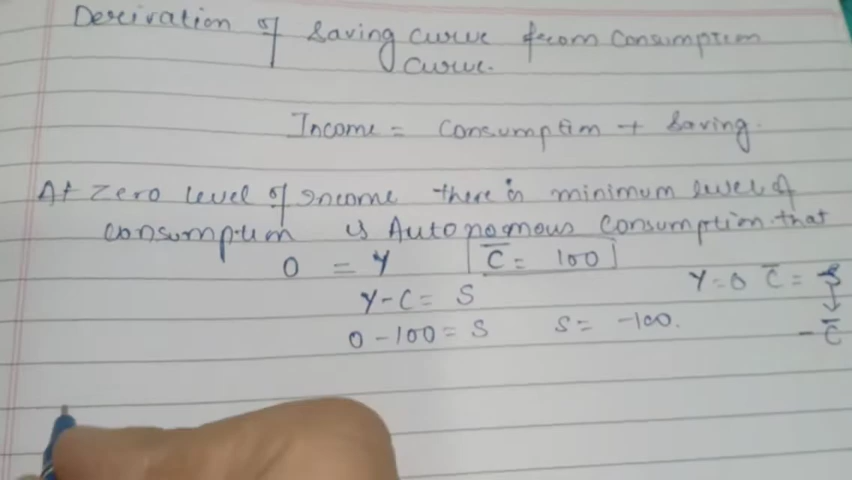 Derivation of Saving curve from Consumption
curve.
Income = Consumption + Saving.
At Zero level of Income there is minimum level of
consumption is Autonomous Consumption that
0 = Y    C̅ = 100
Y=0  C̅ =
Y-C = S
0 - 100 = S    S = -100.
- C̅